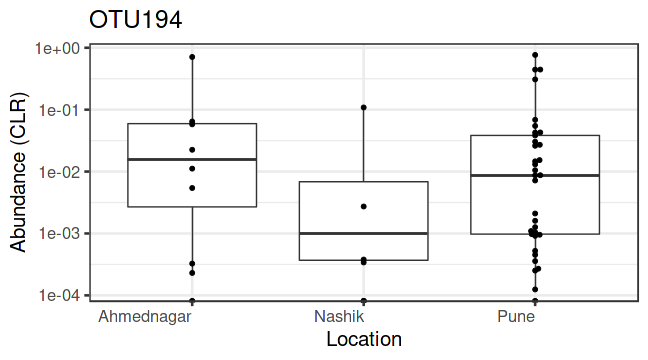 OTU194
Abundance (CLR)
1e+00
1e-01
1e-02
1e-03
1e-04
Ahmednagar
Nashik
Pune
Location